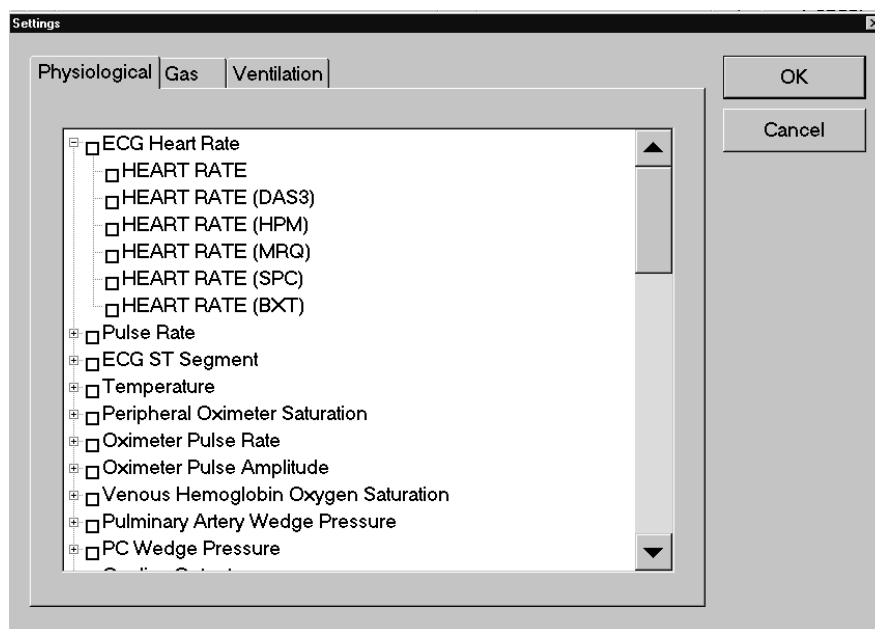 Settings
Physiological Gas Ventilation
OK
Cancel
ECG Heart Rate
HEART RATE
HEART RATE (DAS3)
HEART RATE (HPM)
HEART RATE (MRQ)
HEART RATE (SPC)
HEART RATE (BXT)
Pulse Rate
ECG ST Segment
Temperature
Peripheral Oximeter Saturation
Oximeter Pulse Rate
Oximeter Pulse Amplitude
Venous Hemoglobin Oxygen Saturation
Pulminary Artery Wedge Pressure
PC Wedge Pressure